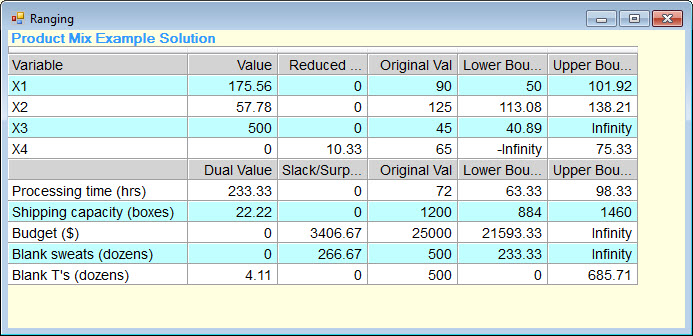 Ranging
Product Mix Example Solution
Variable Value Reduced ... Original Val Lower Bou... Upper Bou...
X1 175.56 0 90 50 101.92
X2 57.78 0 125 113.08 138.21
X3 500 0 45 40.89 Infinity
X4 0 10.33 65 -Infinity 75.33
Dual Value Slack/Surp... Original Val Lower Bou... Upper Bou...
Processing time (hrs) 233.33 0 72 63.33 98.33
Shipping capacity (boxes) 22.22 0 1200 884 1460
Budget ($) 0 3406.67 25000 21593.33 Infinity
Blank sweats (dozens) 0 266.67 500 233.33 Infinity
Blank T's (dozens) 4.11 0 500 0 685.71